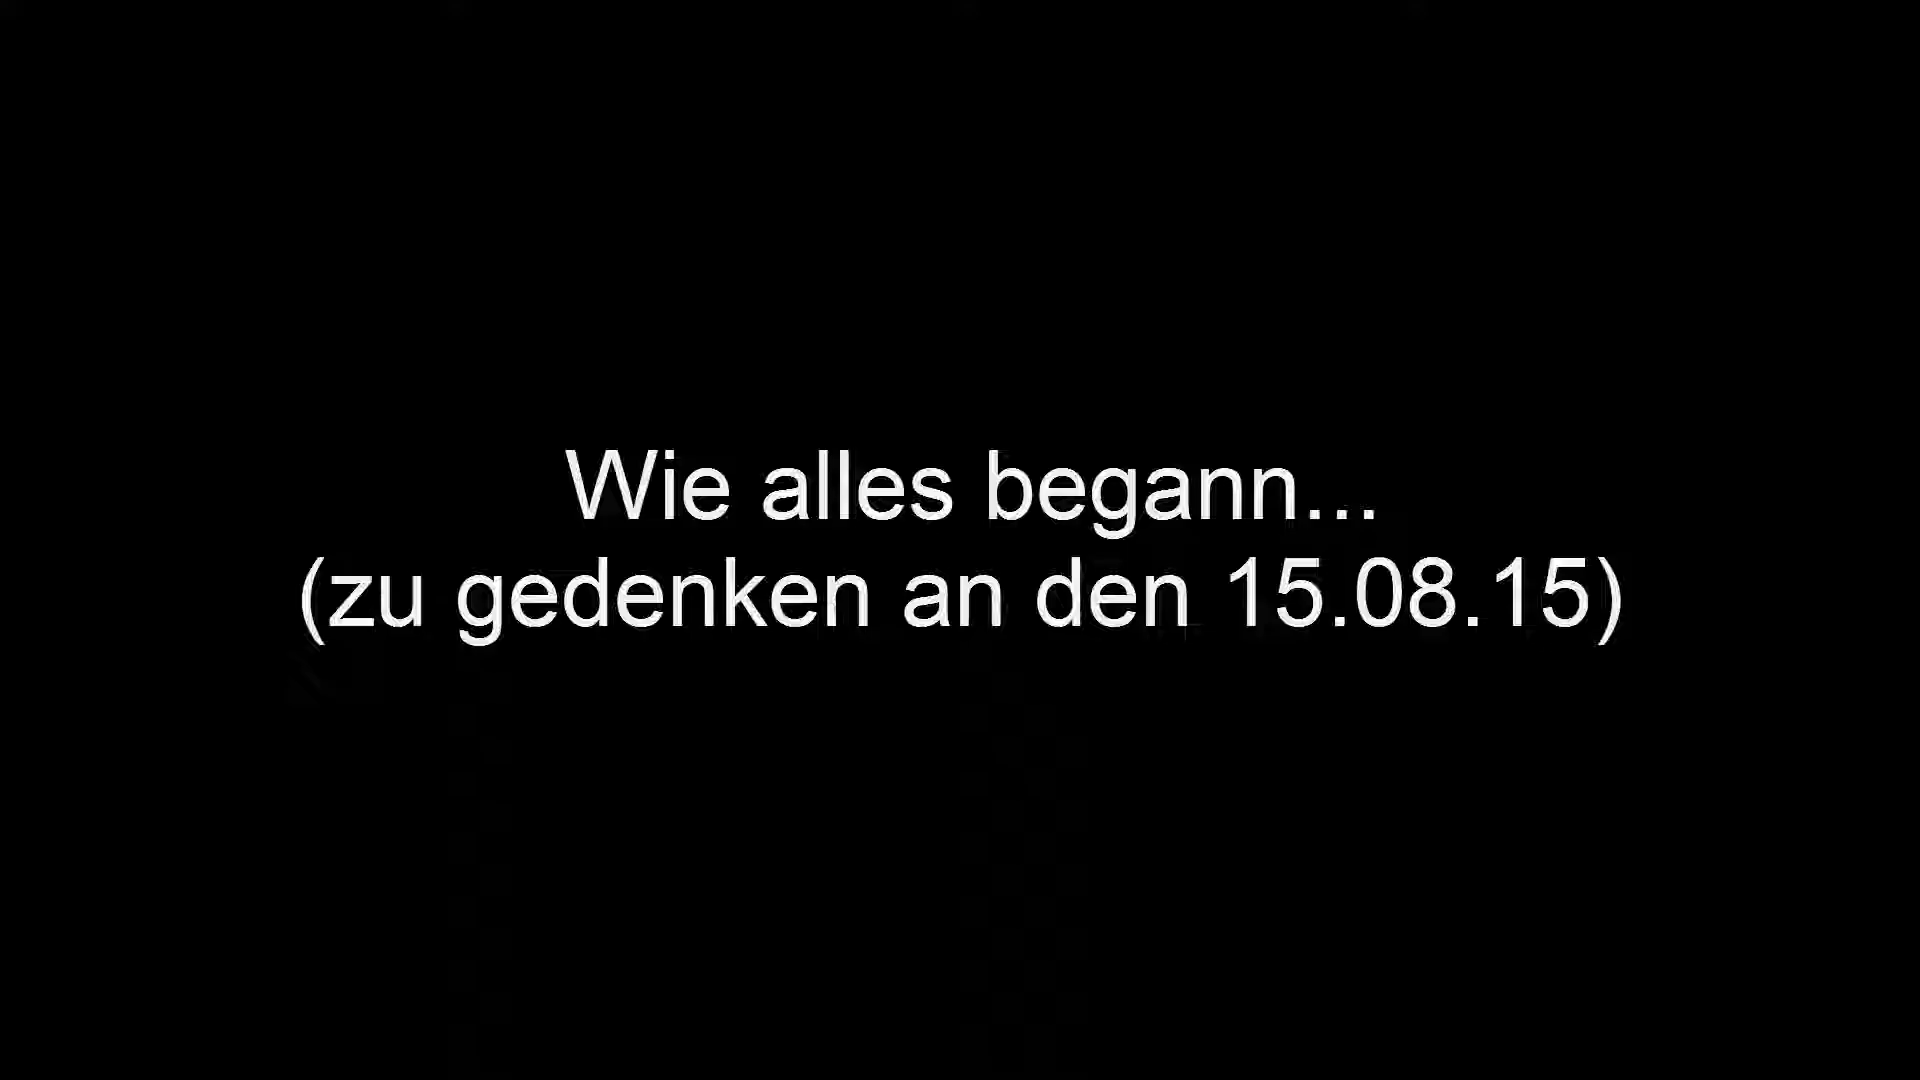 Wie alles begann...
(zu gedenken an den 15.08.15)